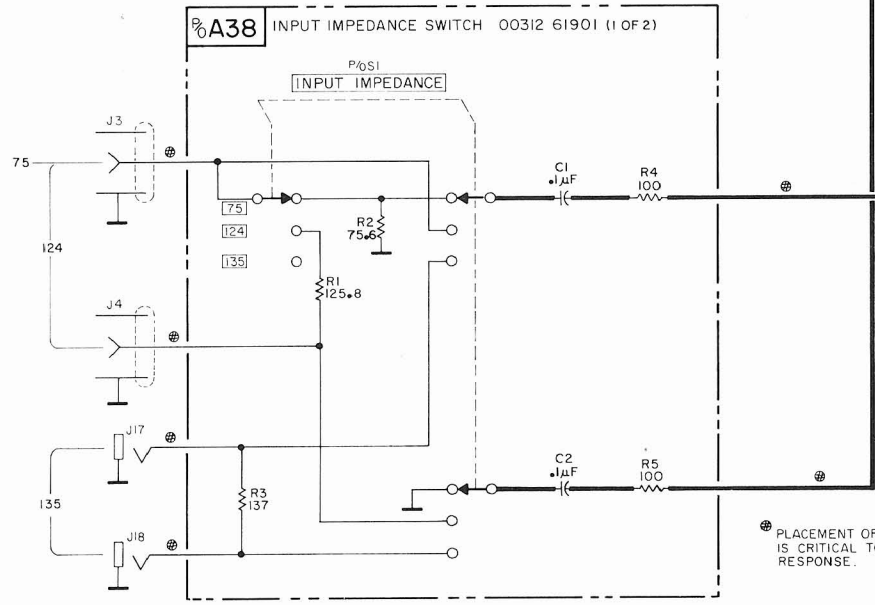 P/O A38 INPUT IMPEDANCE SWITCH 00312 61901 (1 OF 2)
P/O S1
INPUT IMPEDANCE
J3
75
C1
.1µF
R4
100
75
R2
75.6
124
124
135
R1
125.8
J4
J17
C2
.1µF
R5
100
R3
137
135
J18
PLACEMENT OF
IS CRITICAL TO
RESPONSE.